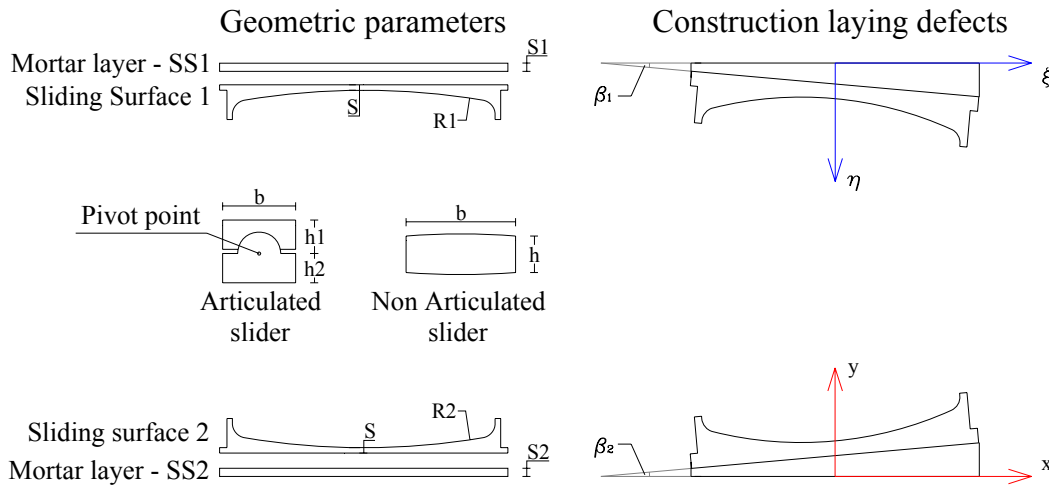 Geometric parameters
Construction laying defects
Mortar layer - SS1
S1
Sliding Surface 1
S
R1
β1
ξ
η
Pivot point
b
h1
h2
b
h
Articulated
slider
Non Articulated
slider
y
Sliding surface 2
S
R2
Mortar layer - SS2
S2
β2
x